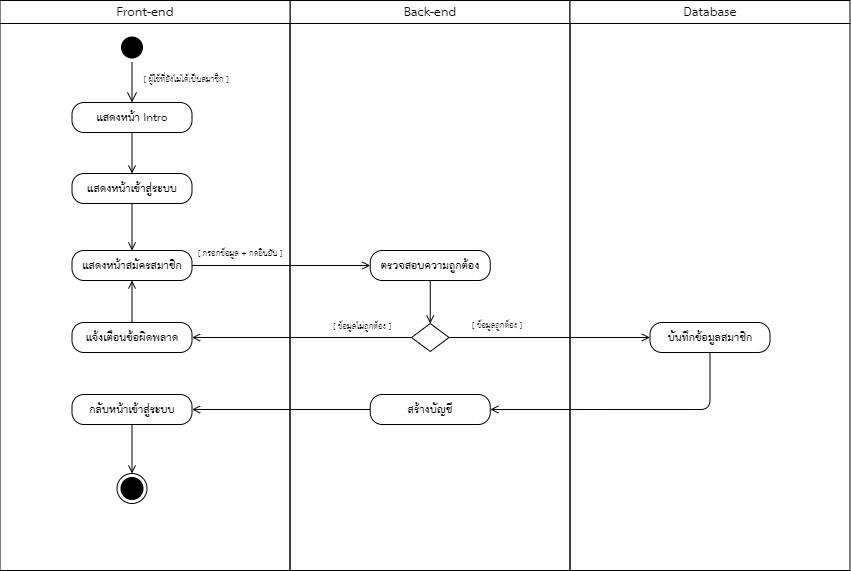 Front-end
Back-end
Database
[ ผู้ใช้ที่ยังไม่ได้เป็นสมาชิก ]
แสดงหน้า Intro
แสดงหน้าเข้าสู่ระบบ
[ กรอกข้อมูล + กดยืนยัน ]
แสดงหน้าสมัครสมาชิก
ตรวจสอบความถูกต้อง
[ ข้อมูลไม่ถูกต้อง ]
[ ข้อมูลถูกต้อง ]
แจ้งเตือนข้อผิดพลาด
บันทึกข้อมูลสมาชิก
กลับหน้าเข้าสู่ระบบ
สร้างบัญชี